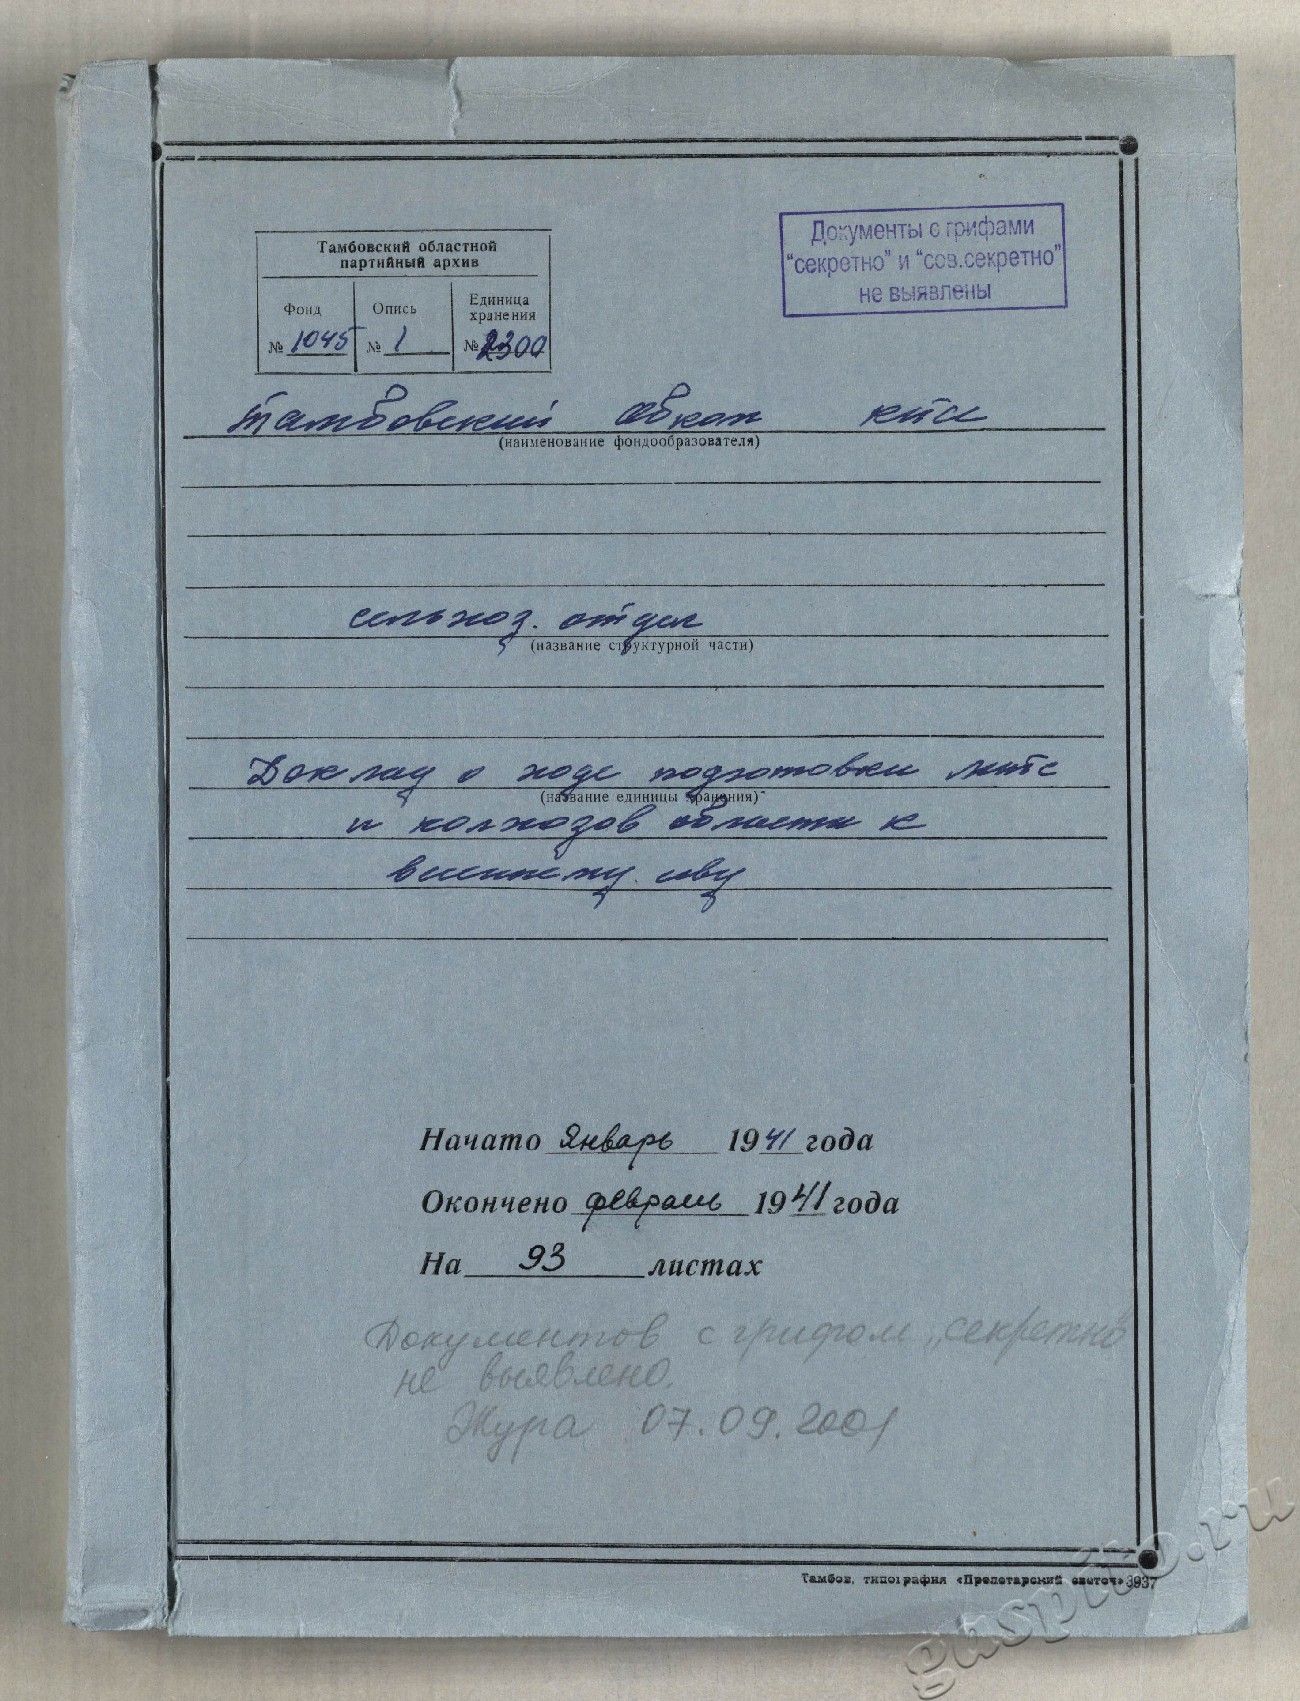 Тамбовский областной
партийный архив
Документы с грифами
"секретно" и "сов.секретно"
не выявлены
Фонд Опись Единица
хранения
№ 1045 № 1 № 2300
Тамбовский обком КПСС
(наименование фондообразователя)
сельхоз. отдел
(название структурной части)
Доклад о ходе подготовки МТС
(название единицы хранения)
и колхозов области к
весеннему севу
Начато Январь 1941 года
Окончено февраль 1941 года
На 93 листах
Документов с грифом „секретно"
не выявлено.
Жура 07.09.2001
Тамбов, типография «Пролетарский светоч» 3937
gaspito.ru